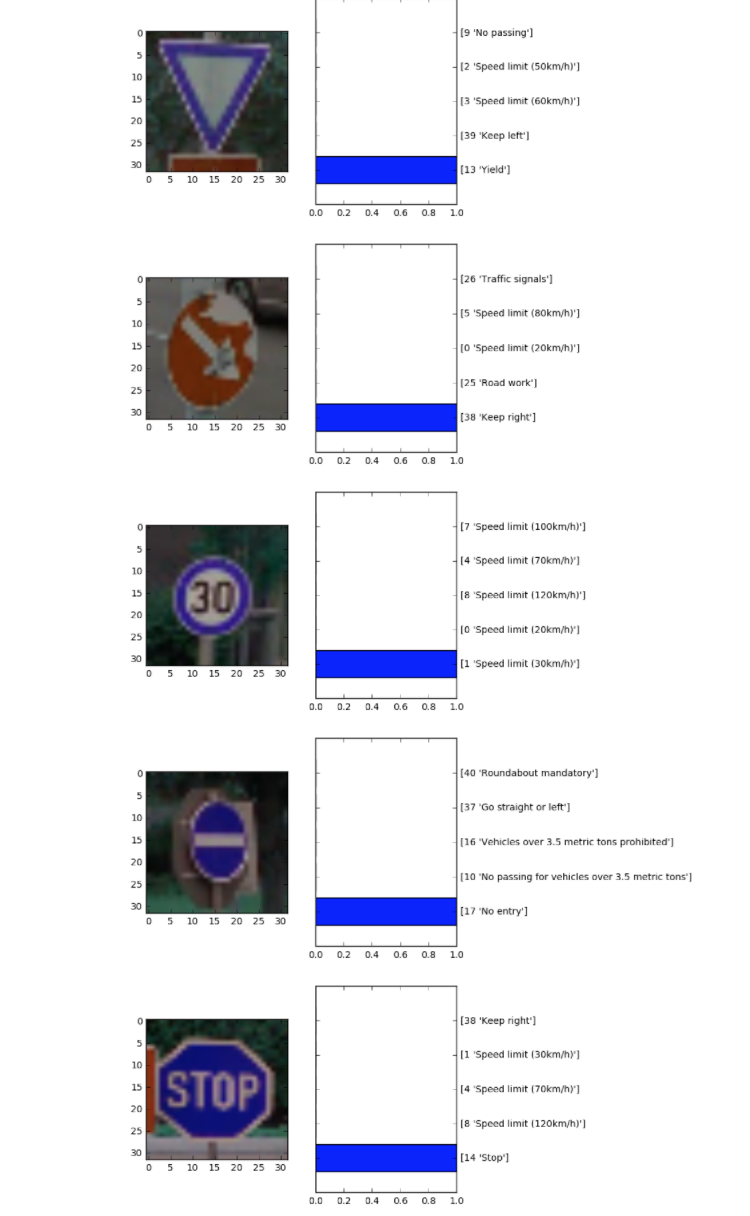 0
5
10
15
20
25
30
0 5 10 15 20 25 30
[9 'No passing']
[2 'Speed limit (50km/h)']
[3 'Speed limit (60km/h)']
[39 'Keep left']
[13 'Yield']
0.0 0.2 0.4 0.6 0.8 1.0
0
5
10
15
20
25
30
0 5 10 15 20 25 30
[26 'Traffic signals']
[5 'Speed limit (80km/h)']
[0 'Speed limit (20km/h)']
[25 'Road work']
[38 'Keep right']
0.0 0.2 0.4 0.6 0.8 1.0
0
5
10
15
20
25
30
30
0 5 10 15 20 25 30
[7 'Speed limit (100km/h)']
[4 'Speed limit (70km/h)']
[8 'Speed limit (120km/h)']
[0 'Speed limit (20km/h)']
[1 'Speed limit (30km/h)']
0.0 0.2 0.4 0.6 0.8 1.0
0
5
10
15
20
25
30
0 5 10 15 20 25 30
[40 'Roundabout mandatory']
[37 'Go straight or left']
[16 'Vehicles over 3.5 metric tons prohibited']
[10 'No passing for vehicles over 3.5 metric tons']
[17 'No entry']
0.0 0.2 0.4 0.6 0.8 1.0
0
5
10
15
20
25
30
STOP
0 5 10 15 20 25 30
[38 'Keep right']
[1 'Speed limit (30km/h)']
[4 'Speed limit (70km/h)']
[8 'Speed limit (120km/h)']
[14 'Stop']
0.0 0.2 0.4 0.6 0.8 1.0